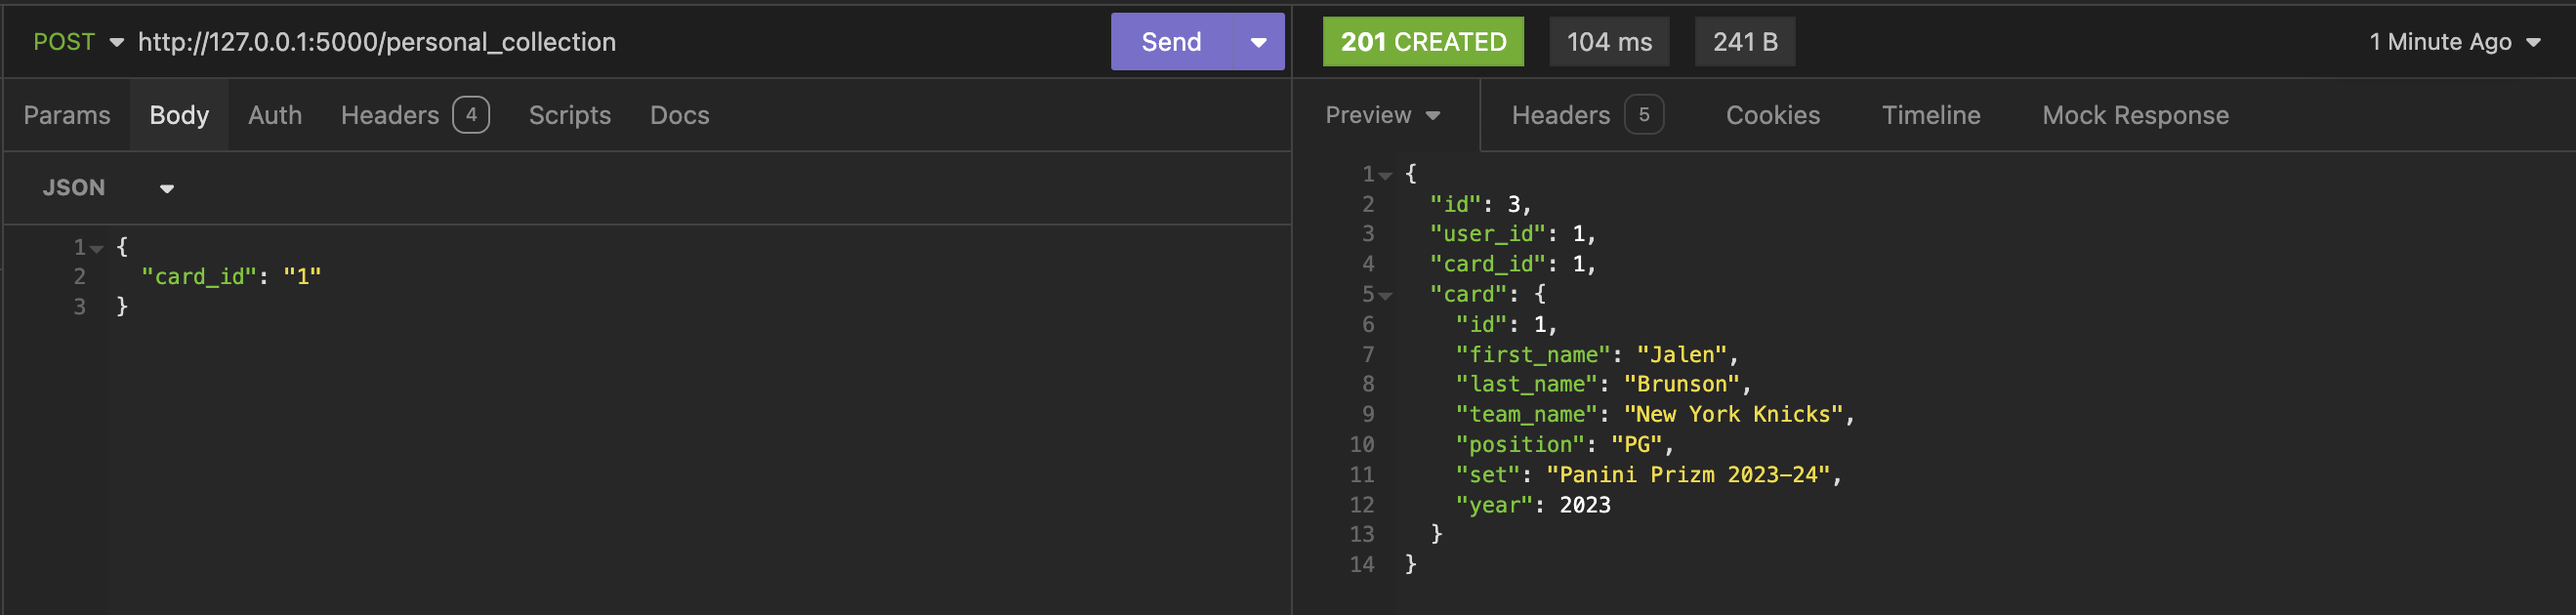 POST http://127.0.0.1:5000/personal_collection Send
Params Body Auth Headers 4 Scripts Docs
JSON
1 {
2 "card_id": "1"
3 }
201 CREATED 104 ms 241 B 1 Minute Ago
Preview Headers 5 Cookies Timeline Mock Response
1 {
2 "id": 3,
3 "user_id": 1,
4 "card_id": 1,
5 "card": {
6 "id": 1,
7 "first_name": "Jalen",
8 "last_name": "Brunson",
9 "team_name": "New York Knicks",
10 "position": "PG",
11 "set": "Panini Prizm 2023-24",
12 "year": 2023
13 }
14 }